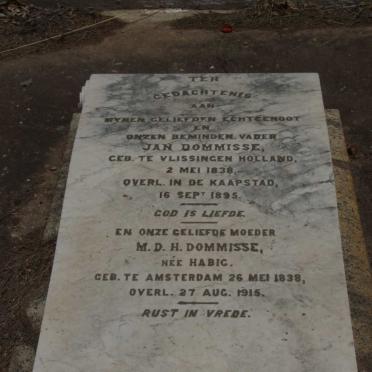 TER
GEDACHTENIS
AAN
MYNEN GELIEFDEN ECHTGENOOT
EN
ONZEN BEMINDEN VADER
JAN DOMMISSE,
GEB. TE VLISSINGEN HOLLAND,
2 MEI 1838,
OVERL. IN DE KAAPSTAD,
16 SEPT 1895.
GOD IS LIEFDE.
EN ONZE GELIEFDE MOEDER
M.D.H. DOMMISSE,
NÉE HABIG.
GEB. TE AMSTERDAM 26 MEI 1838,
OVERL. 27 AUG. 1915.
RUST IN VREDE.